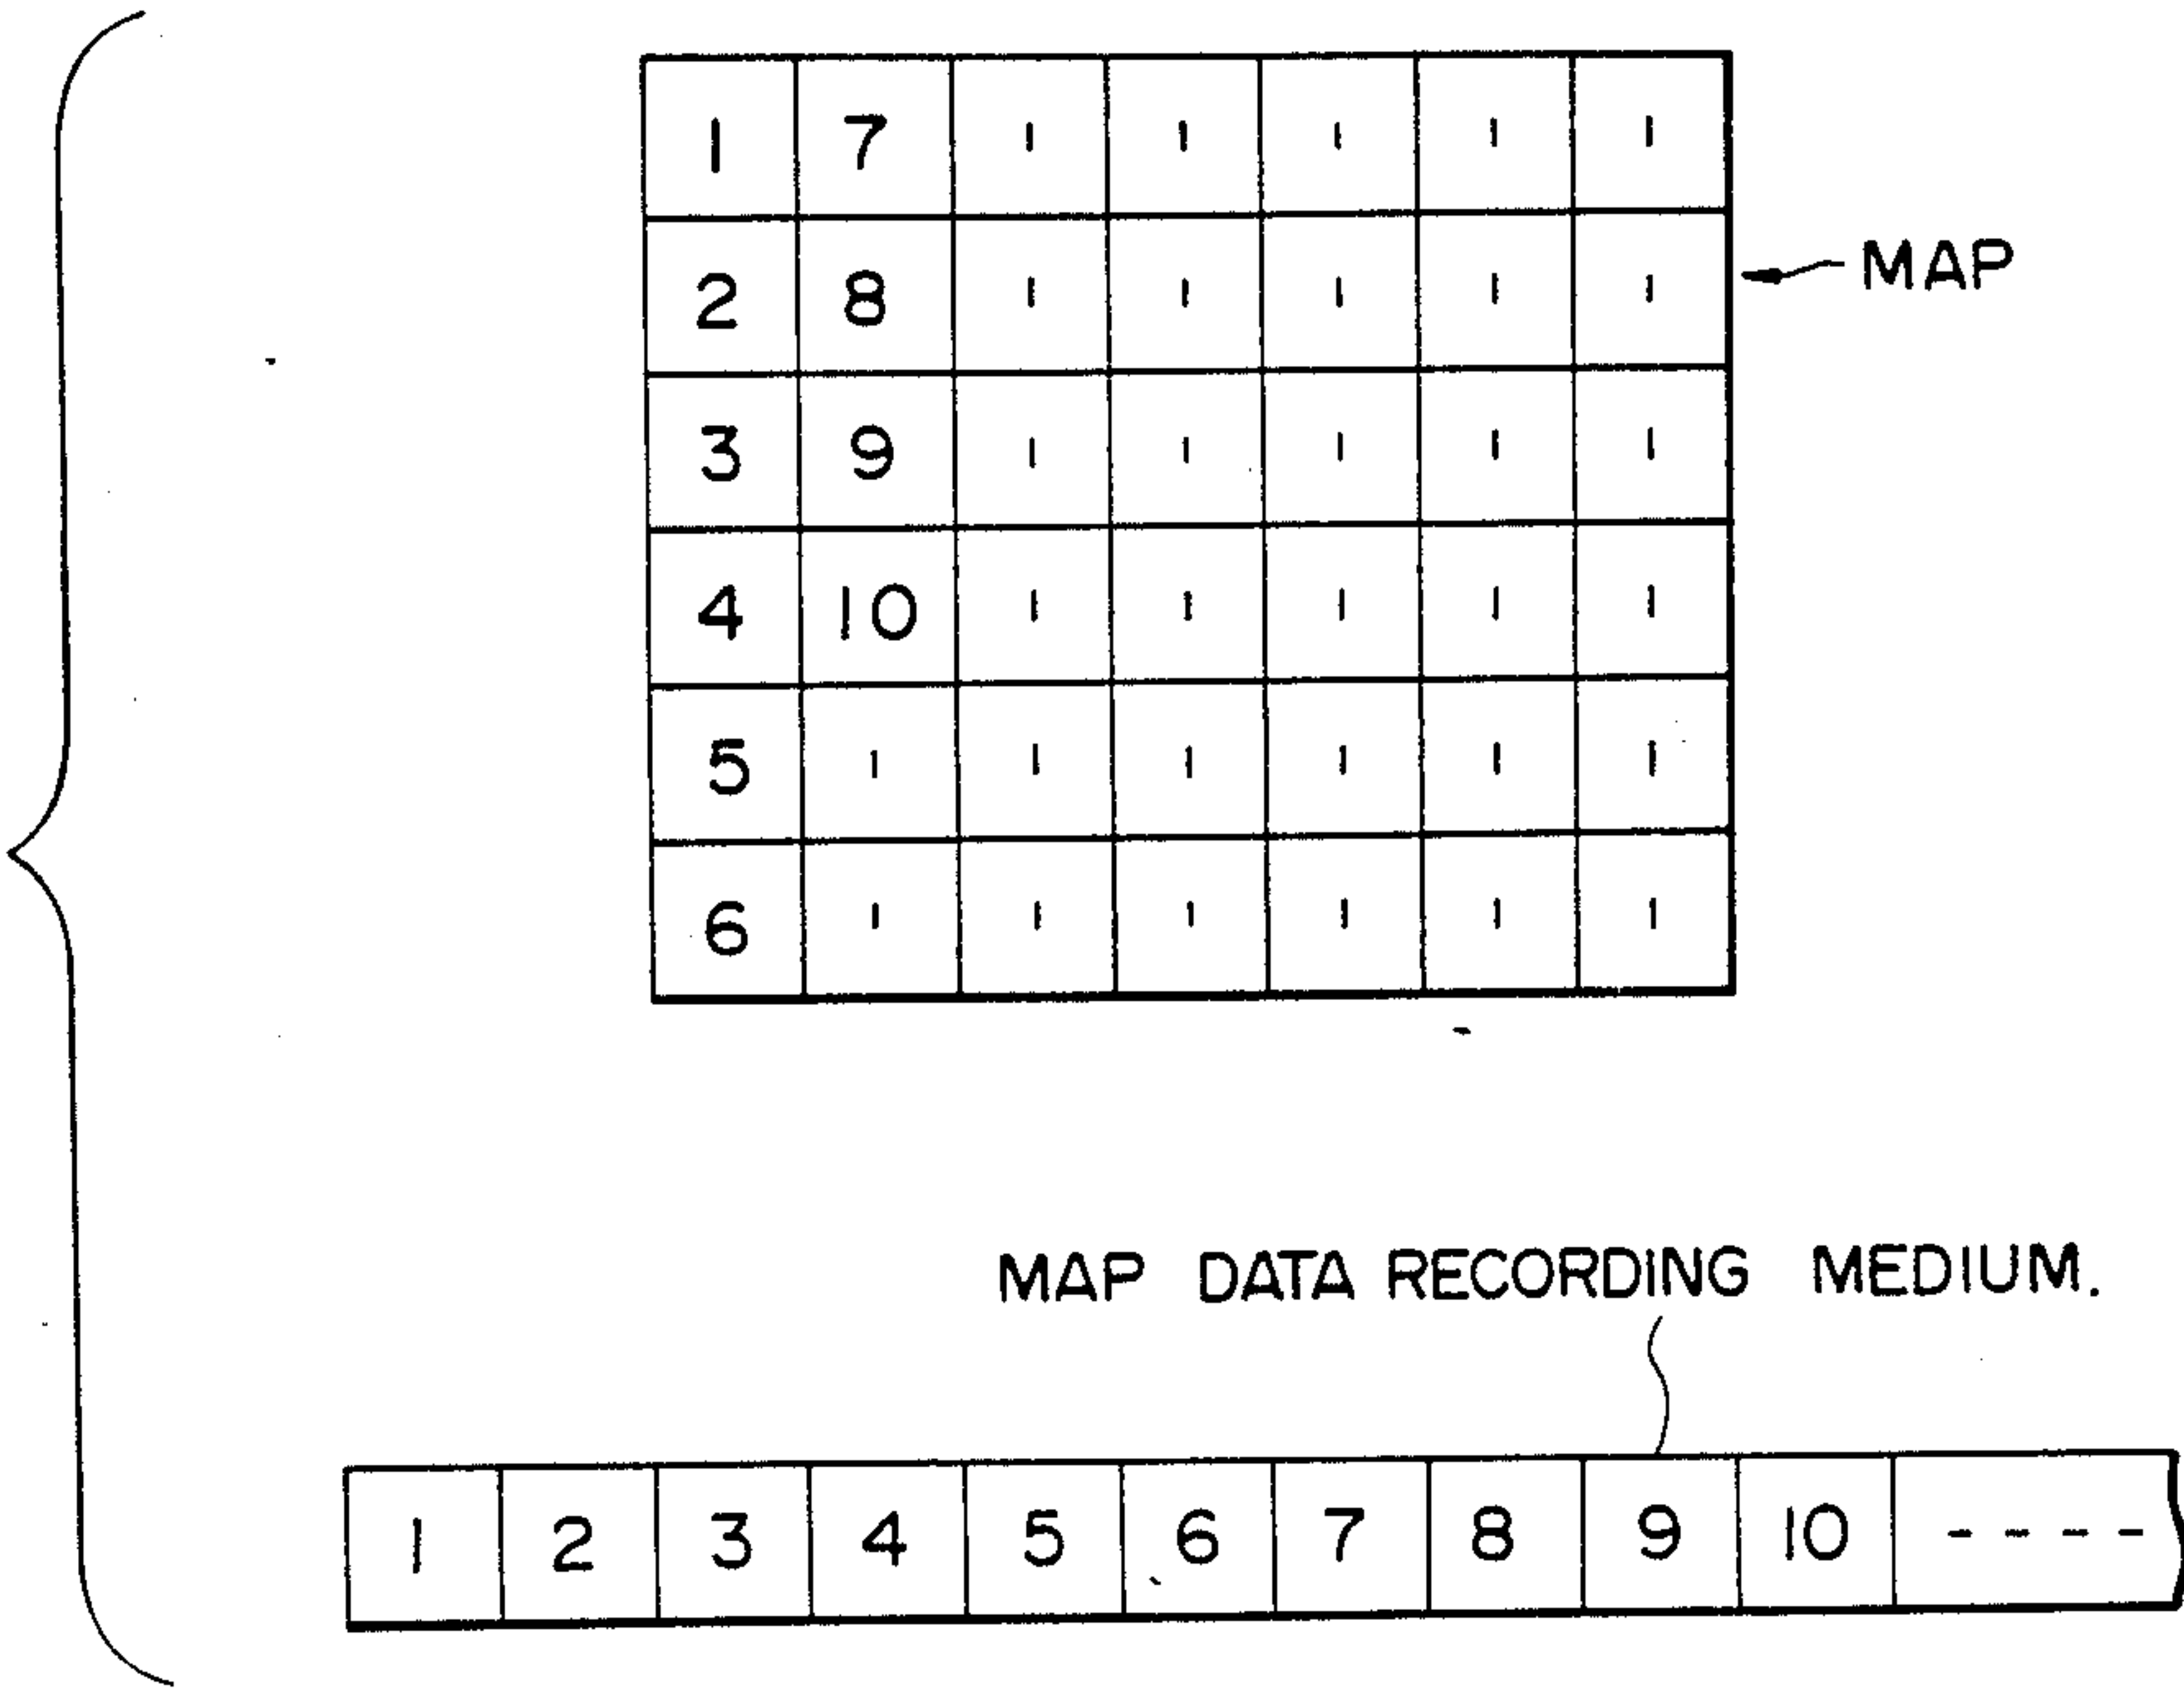 1 7 ı ı ı ı ı
2 8 ı ı ı ı ı
MAP
3 9 ı ı ı ı ı
4 10 ı ı ı ı ı
5 ı ı ı ı ı ı
6 ı ı ı ı ı ı
MAP DATA RECORDING MEDIUM.
1 2 3 4 5 6 7 8 9 10 ----